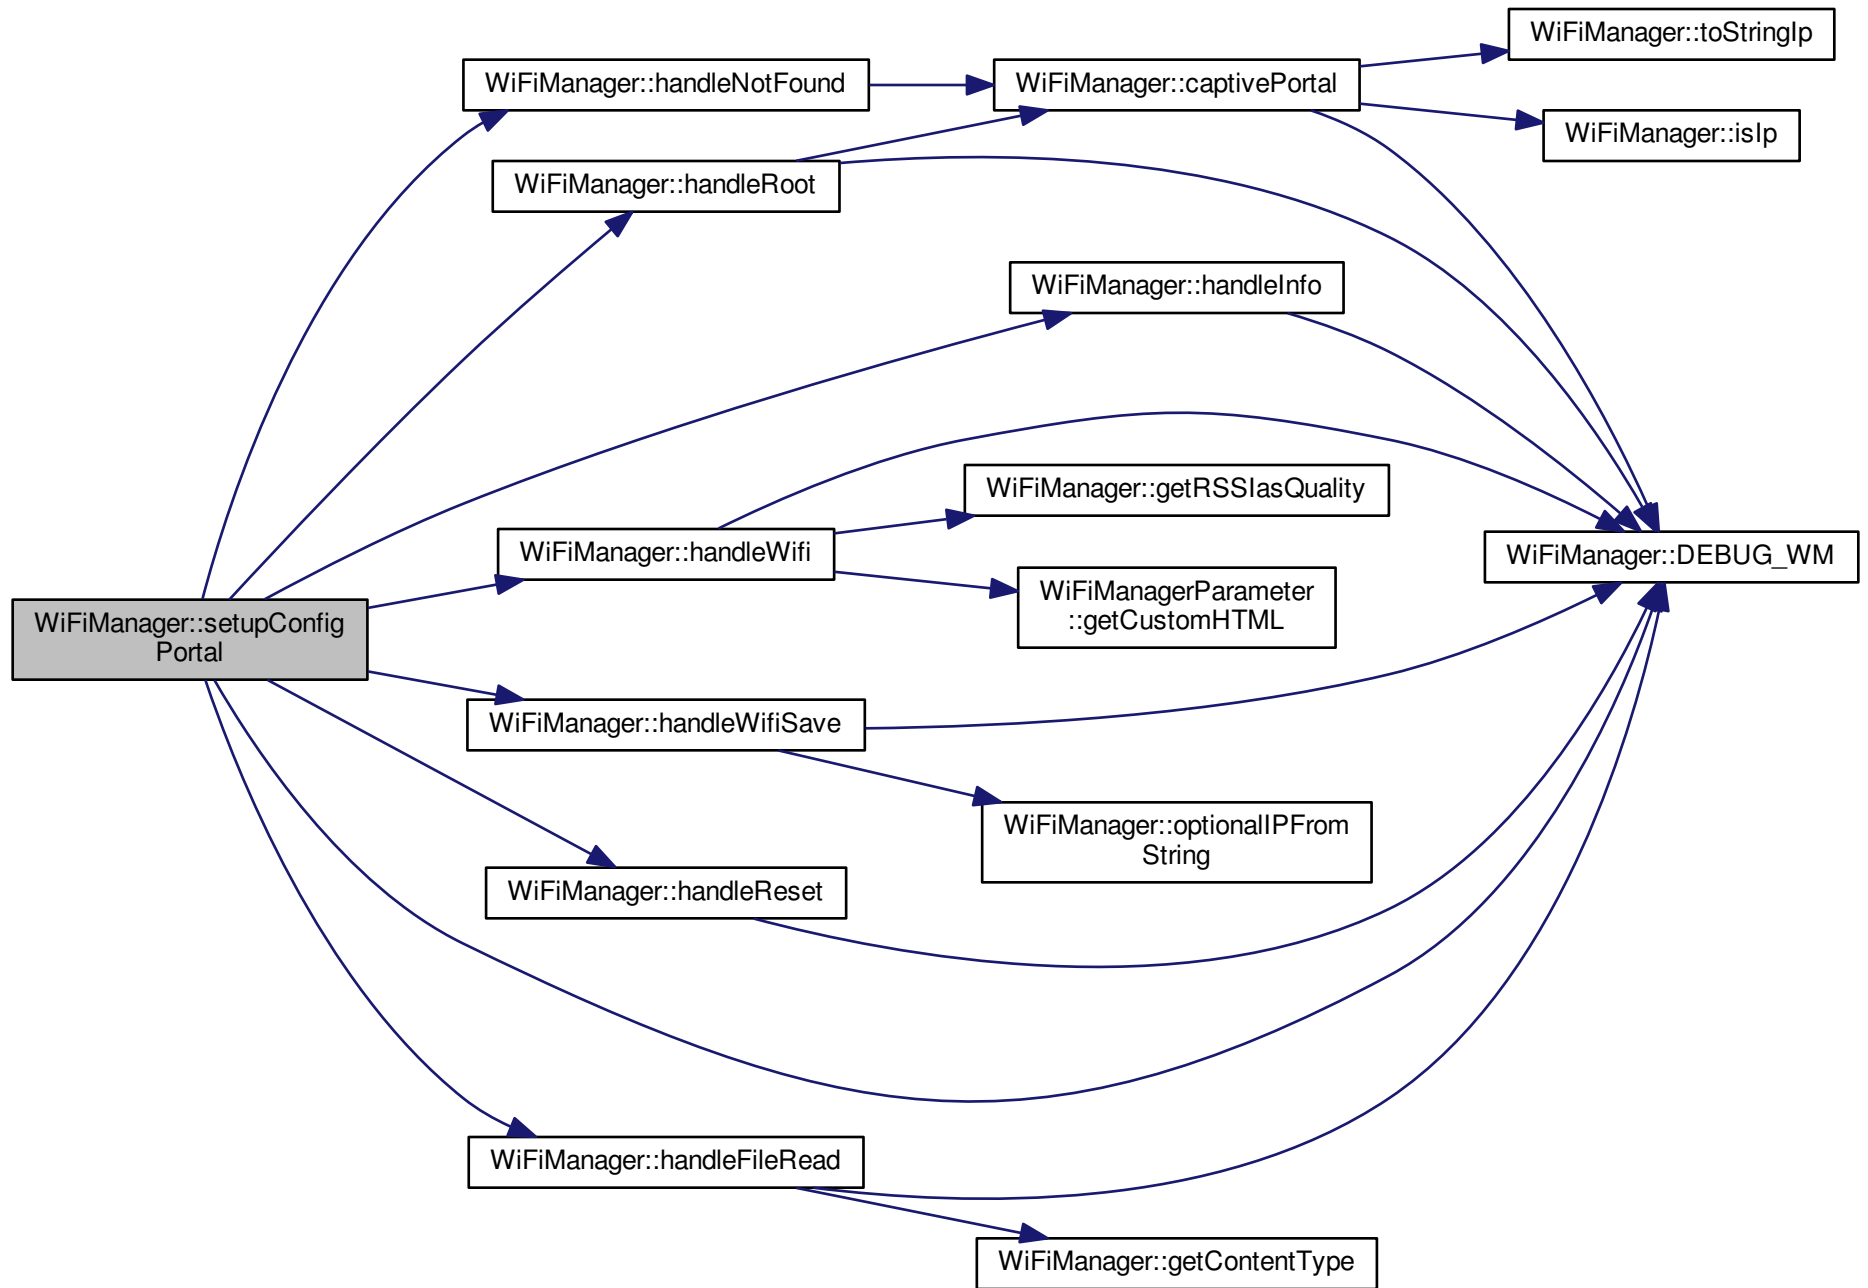 WiFiManager::toStringIp
WiFiManager::handleNotFound
WiFiManager::captivePortal
WiFiManager::isIp
WiFiManager::handleRoot
WiFiManager::handleInfo
WiFiManager::getRSSIasQuality
WiFiManager::handleWifi
WiFiManager::DEBUG_WM
WiFiManagerParameter
::getCustomHTML
WiFiManager::setupConfig
Portal
WiFiManager::handleWifiSave
WiFiManager::optionalIPFrom
String
WiFiManager::handleReset
WiFiManager::handleFileRead
WiFiManager::getContentType